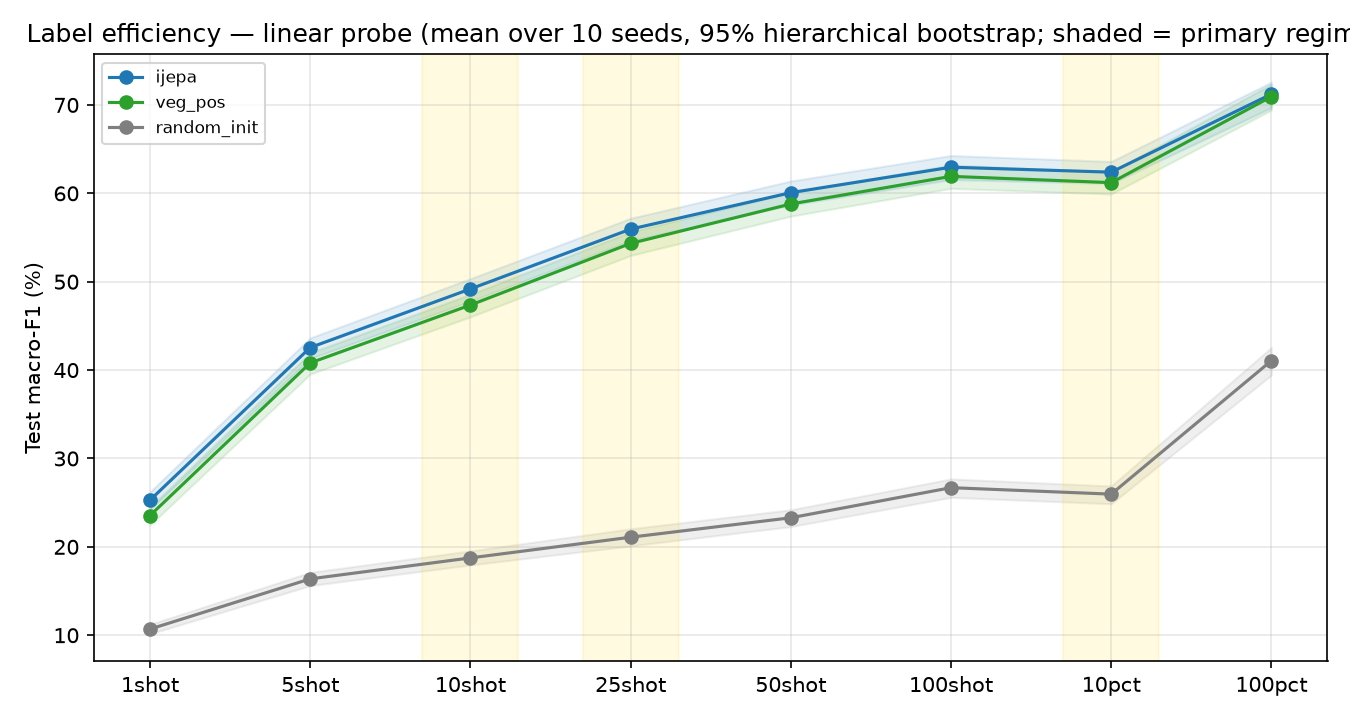 Label efficiency — linear probe (mean over 10 seeds, 95% hierarchical bootstrap; shaded = primary regim
ijepa
veg_pos
random_init
Test macro-F1 (%)
70
60
50
40
30
20
10
1shot 5shot 10shot 25shot 50shot 100shot 10pct 100pct